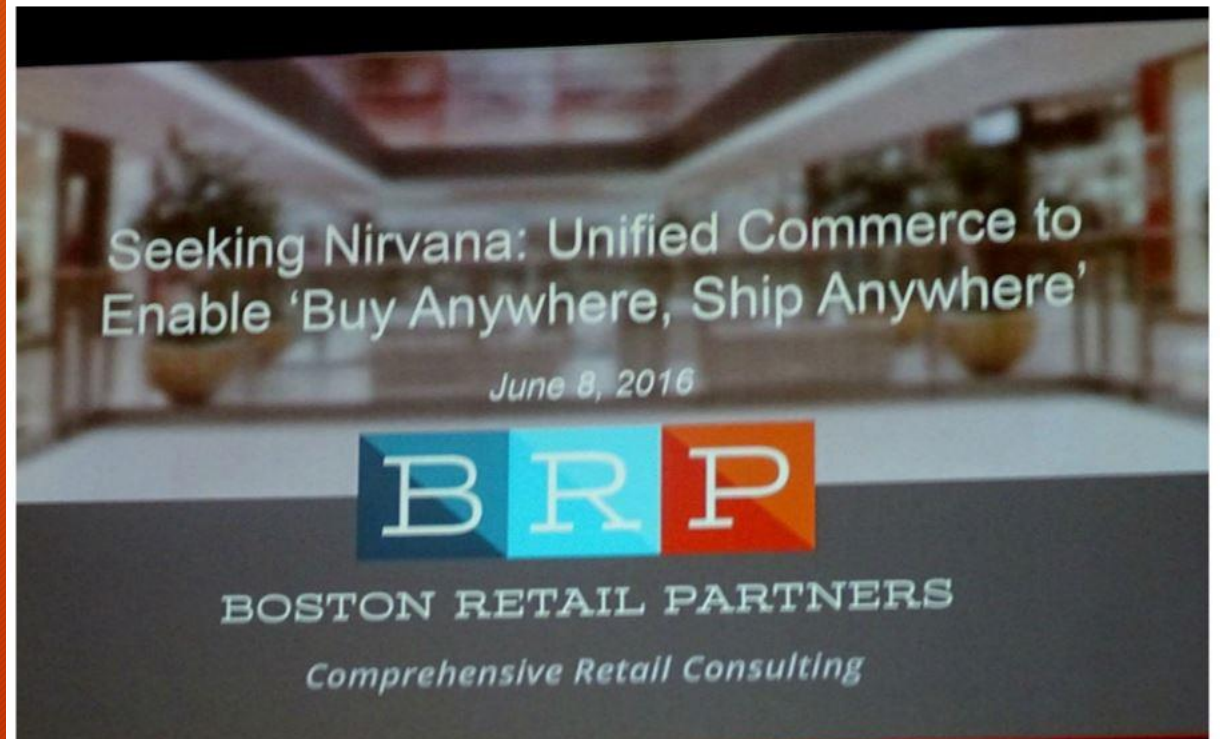 Seeking Nirvana: Unified Commerce to
Enable ‘Buy Anywhere, Ship Anywhere’
June 8, 2016
BRP
BOSTON RETAIL PARTNERS
Comprehensive Retail Consulting